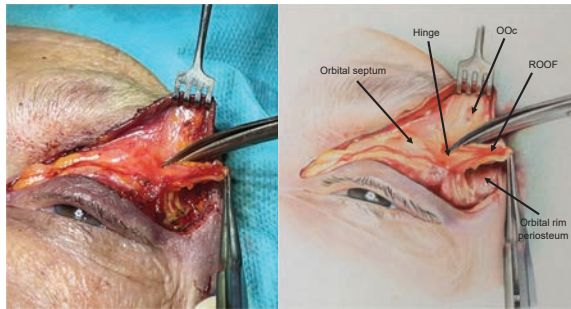 Hinge
OOc
ROOF
Orbital septum
Orbital rim
periosteum